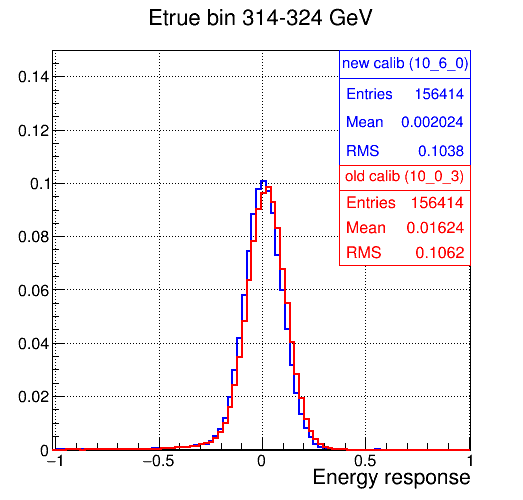 Etrue bin 314-324 GeV
new calib (10_6_0)
Entries 156414
Mean 0.002024
RMS 0.1038
old calib (10_0_3)
Entries 156414
Mean 0.01624
RMS 0.1062
0.14
0.12
0.1
0.08
0.06
0.04
0.02
0
−1 −0.5 0 0.5 1
Energy response